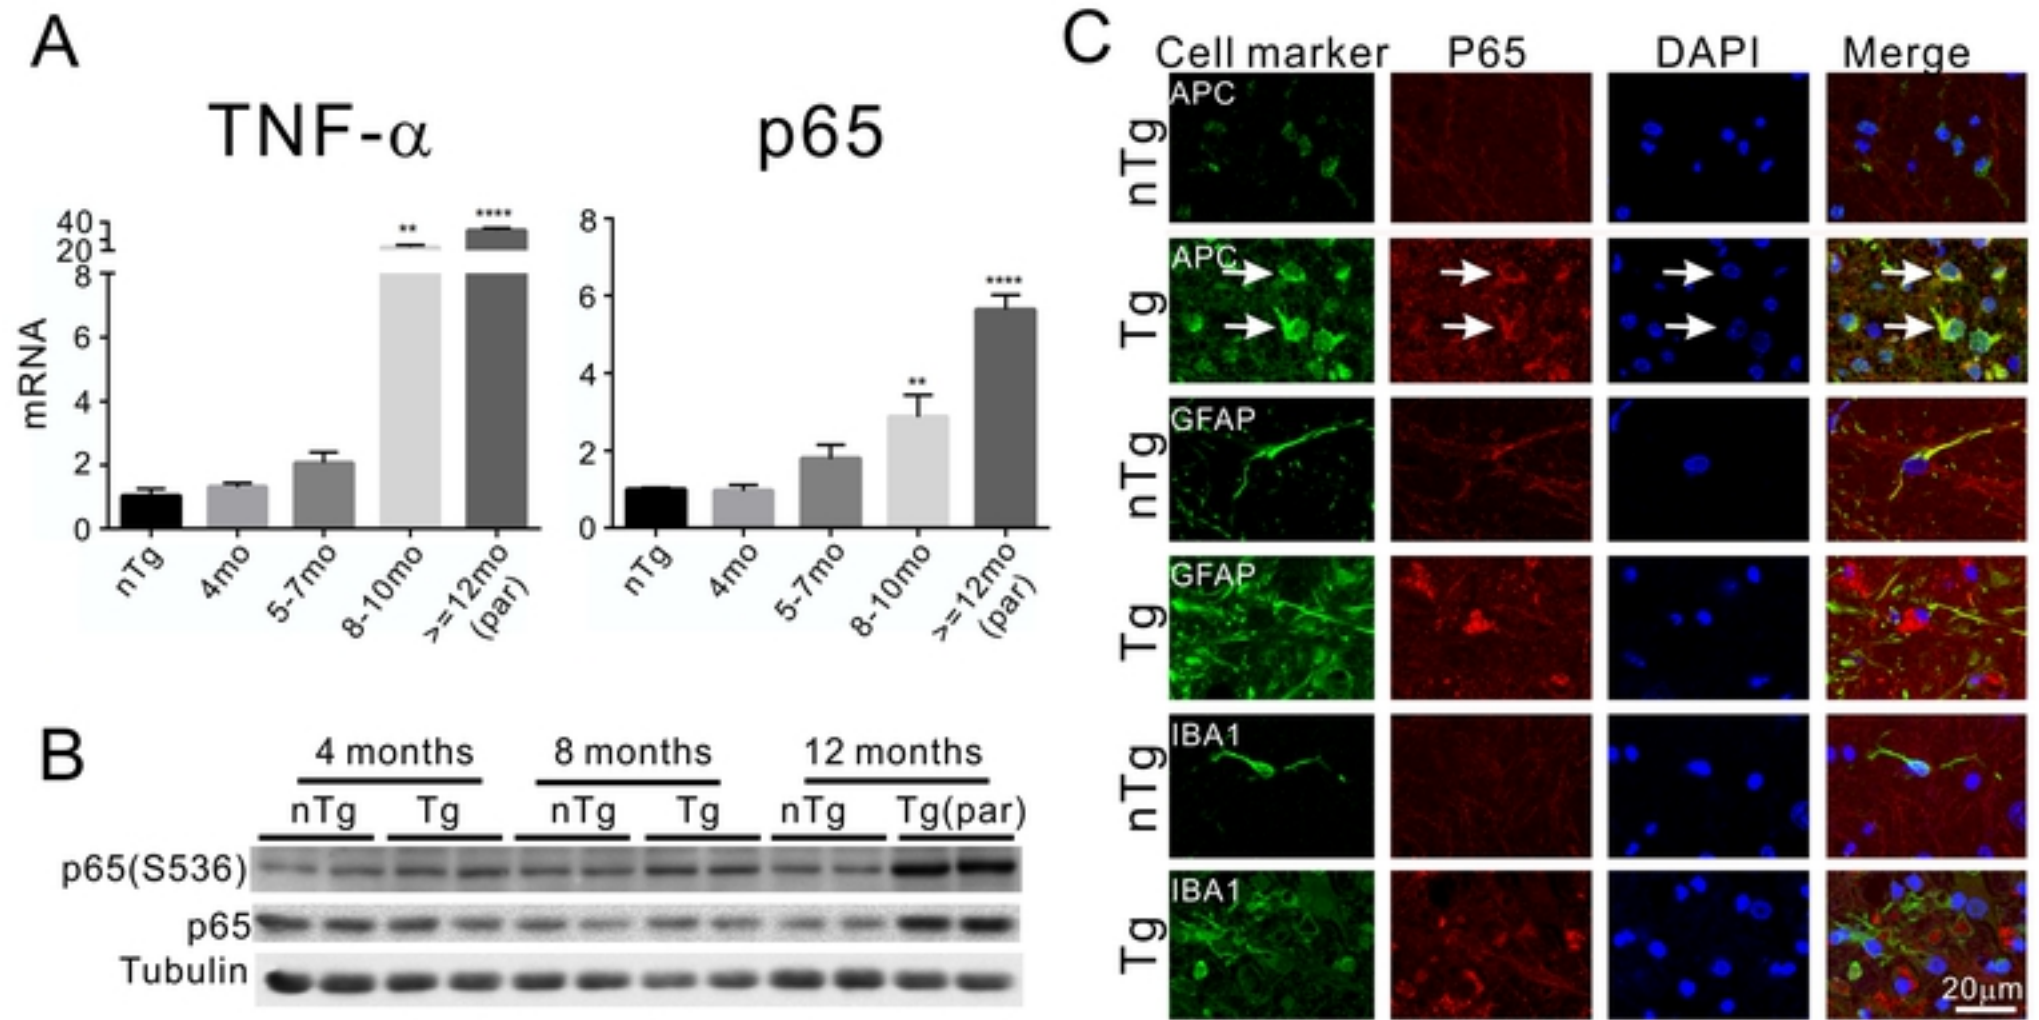 A
TNF-α
p65
mRNA
40
20
8
6
4
2
0
**
****
nTg
4mo
5-7mo
8-10mo
>=12mo
(par)
8
6
4
2
0
**
****
nTg
4mo
5-7mo
8-10mo
>=12mo
(par)
B
4 months 8 months 12 months
nTg Tg nTg Tg nTg Tg(par)
p65(S536)
p65
Tubulin
C
Cell marker P65 DAPI Merge
nTg
APC
Tg
APC
nTg
GFAP
Tg
GFAP
nTg
IBA1
Tg
IBA1
20μm